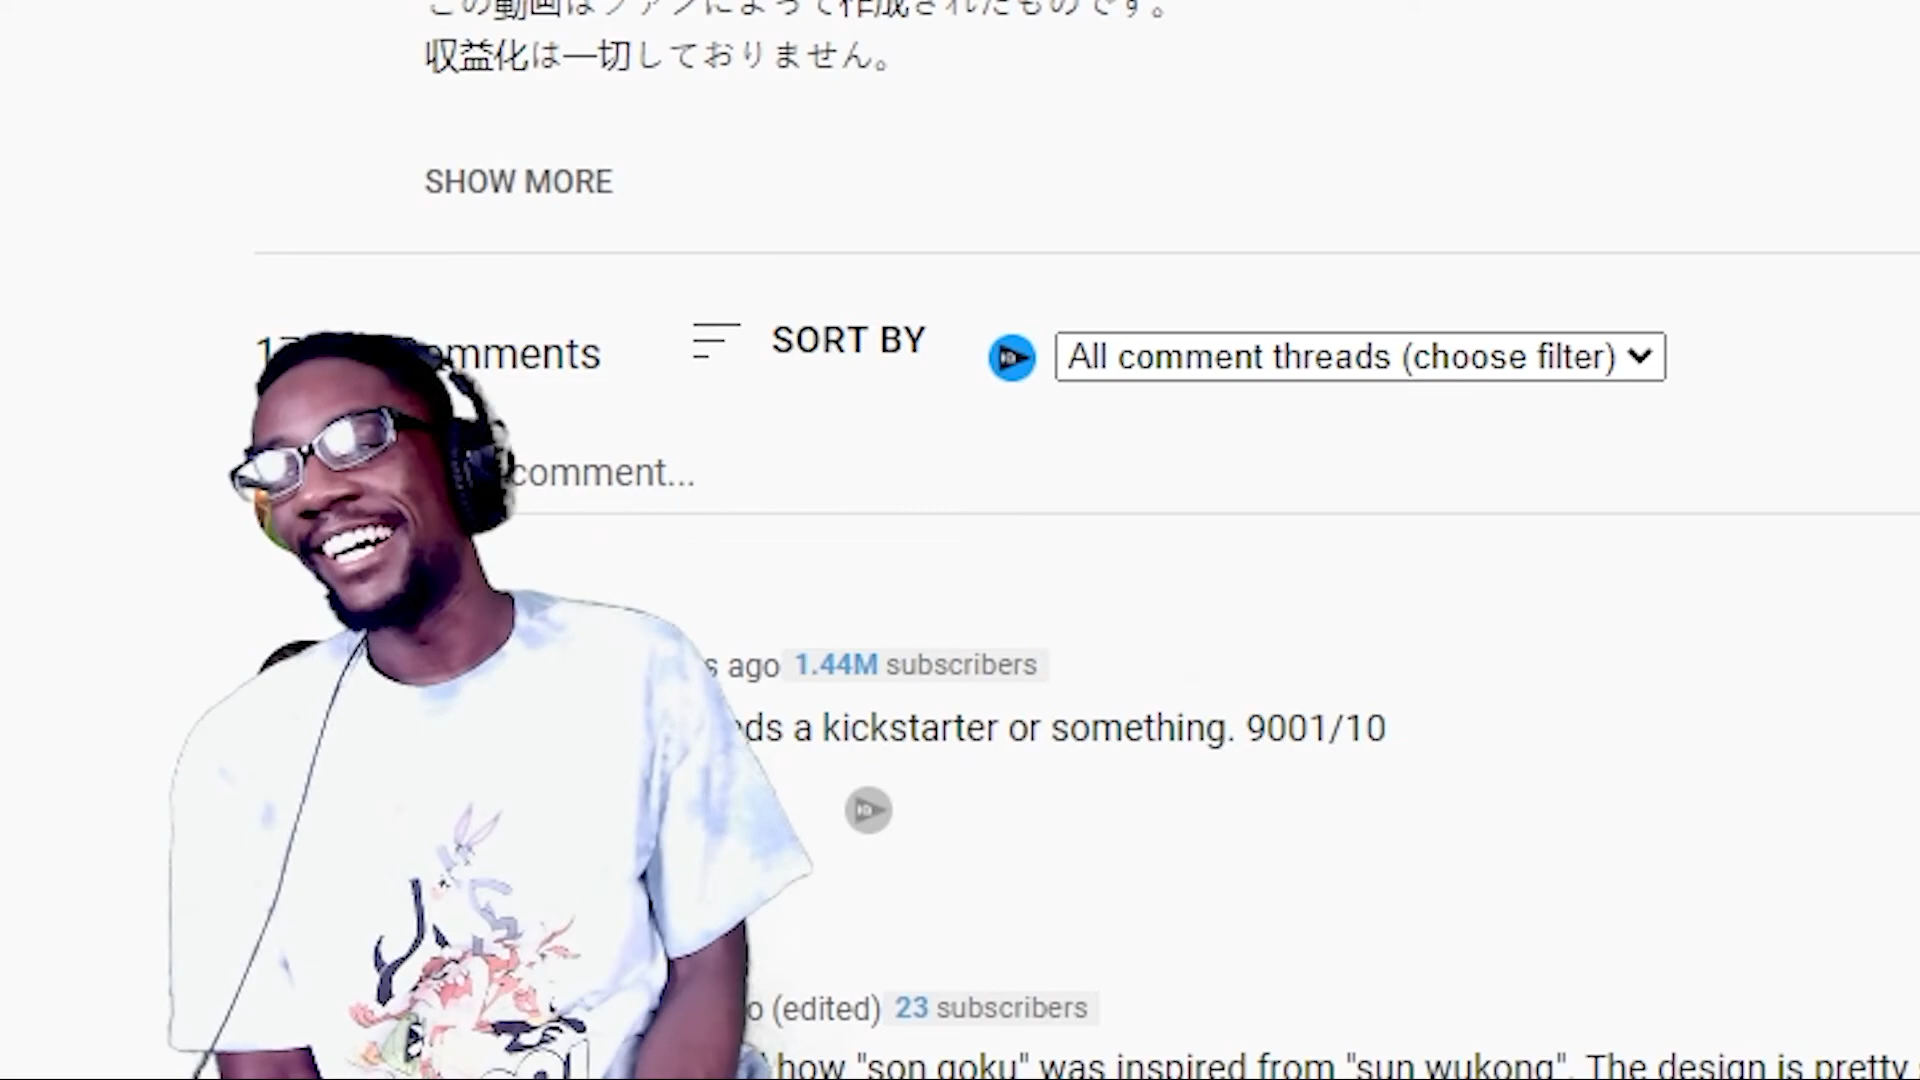 この動画はファンによって作成されたものです。
収益化は一切しておりません。
SHOW MORE
omments
SORT BY
All comment threads (choose filter)
comment...
s ago 1.44M subscribers
ds a kickstarter or something. 9001/10
o (edited) 23 subscribers
how "son goku" was inspired from "sun wukong". The design is pretty